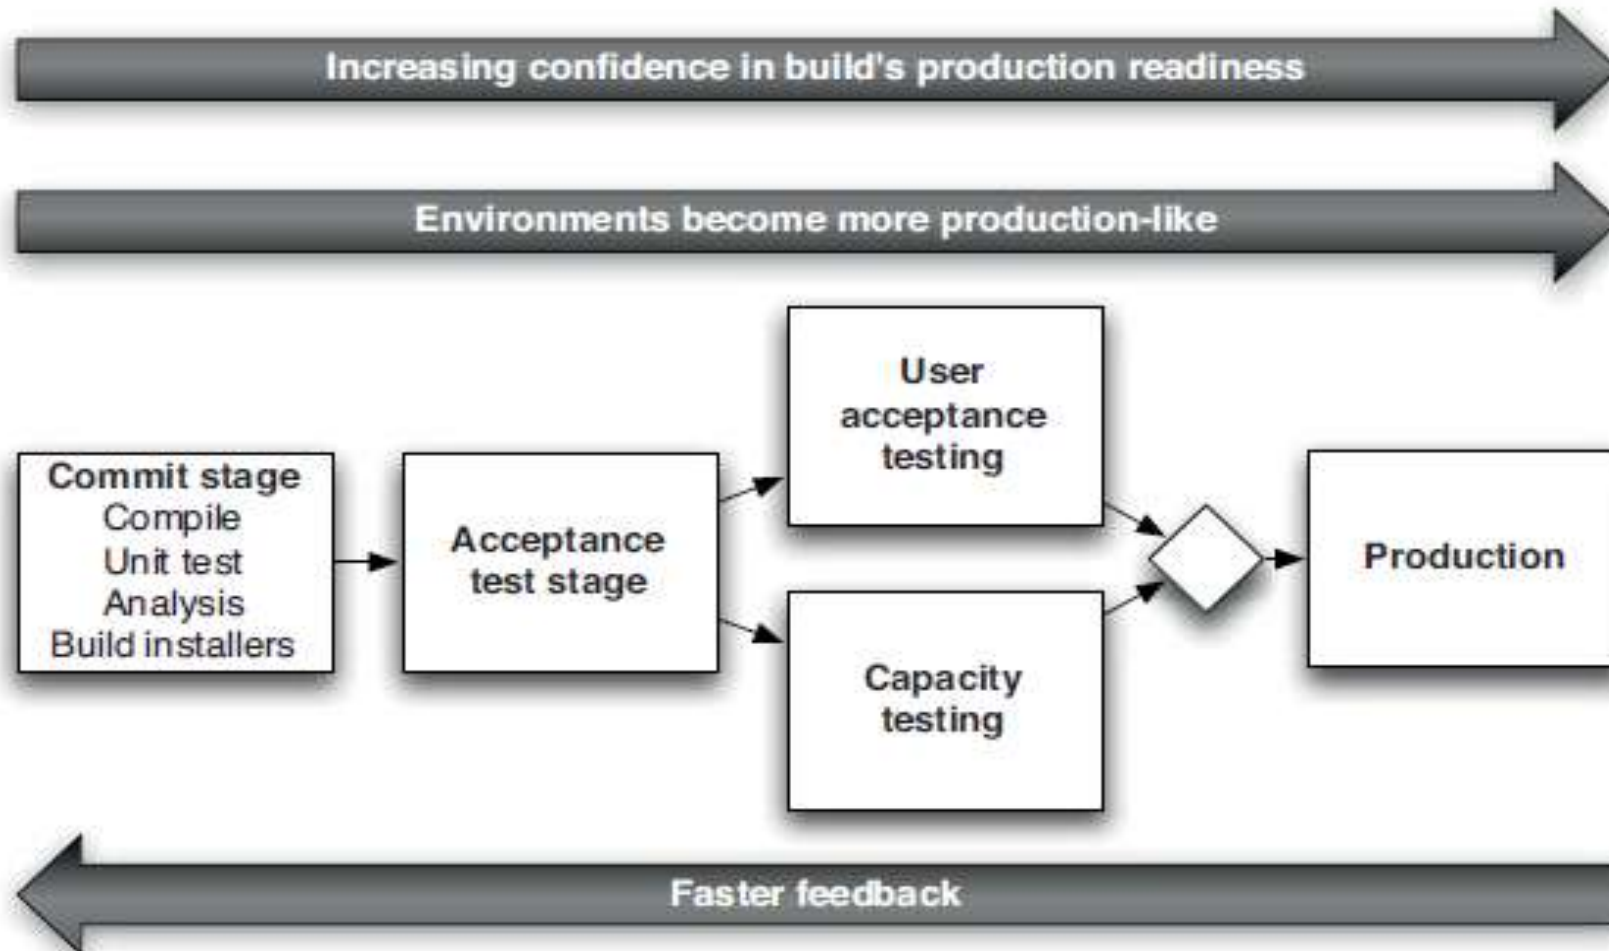 Increasing confidence in build's production readiness
Environments become more production-like
Commit stage
Compile
Unit test
Analysis
Build installers
Acceptance
test stage
User
acceptance
testing
Capacity
testing
Production
Faster feedback